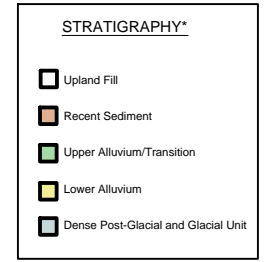 STRATIGRAPHY*
Upland Fill
Recent Sediment
Upper Alluvium/Transition
Lower Alluvium
Dense Post-Glacial and Glacial Unit